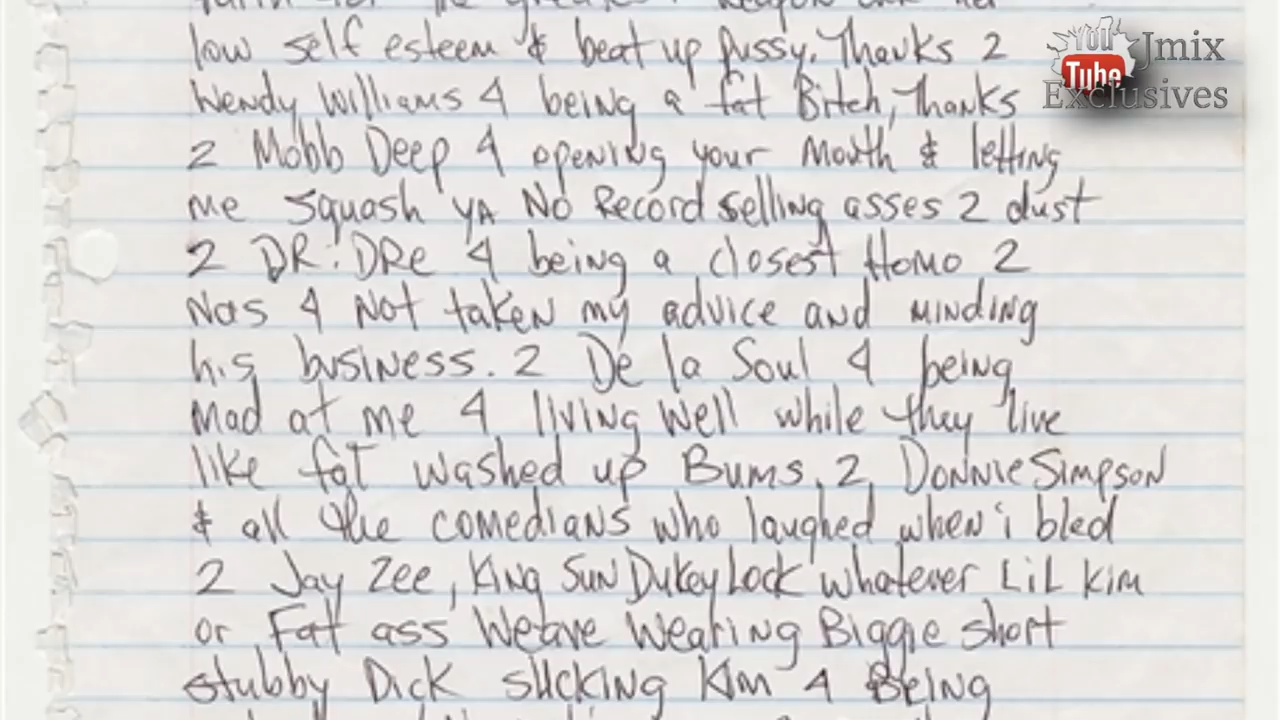 low self esteem & beat up pussy. Thanks 2
Wendy Williams 4 being a fat Bitch, Thanks
2 Mobb Deep 4 opening your Mouth & letting
Me squash ya No Record selling asses 2 dust
2 DR. DRe 4 being a closest Homo 2
Nas 4 Not taken my advice and minding
his business. 2 De la Soul 4 being
Mad at me 4 living well while they live
like fat washed up Bums. 2 Donnie Simpson
& all the comedians who laughed when i bled
2 Jay Zee, King Sun Dukey Lock whatever LiL Kim
or Fat ass Weave Wearing Biggie short
stubby Dick sucking Kim 4 Being
You
Tube
Jmix
Exclusives